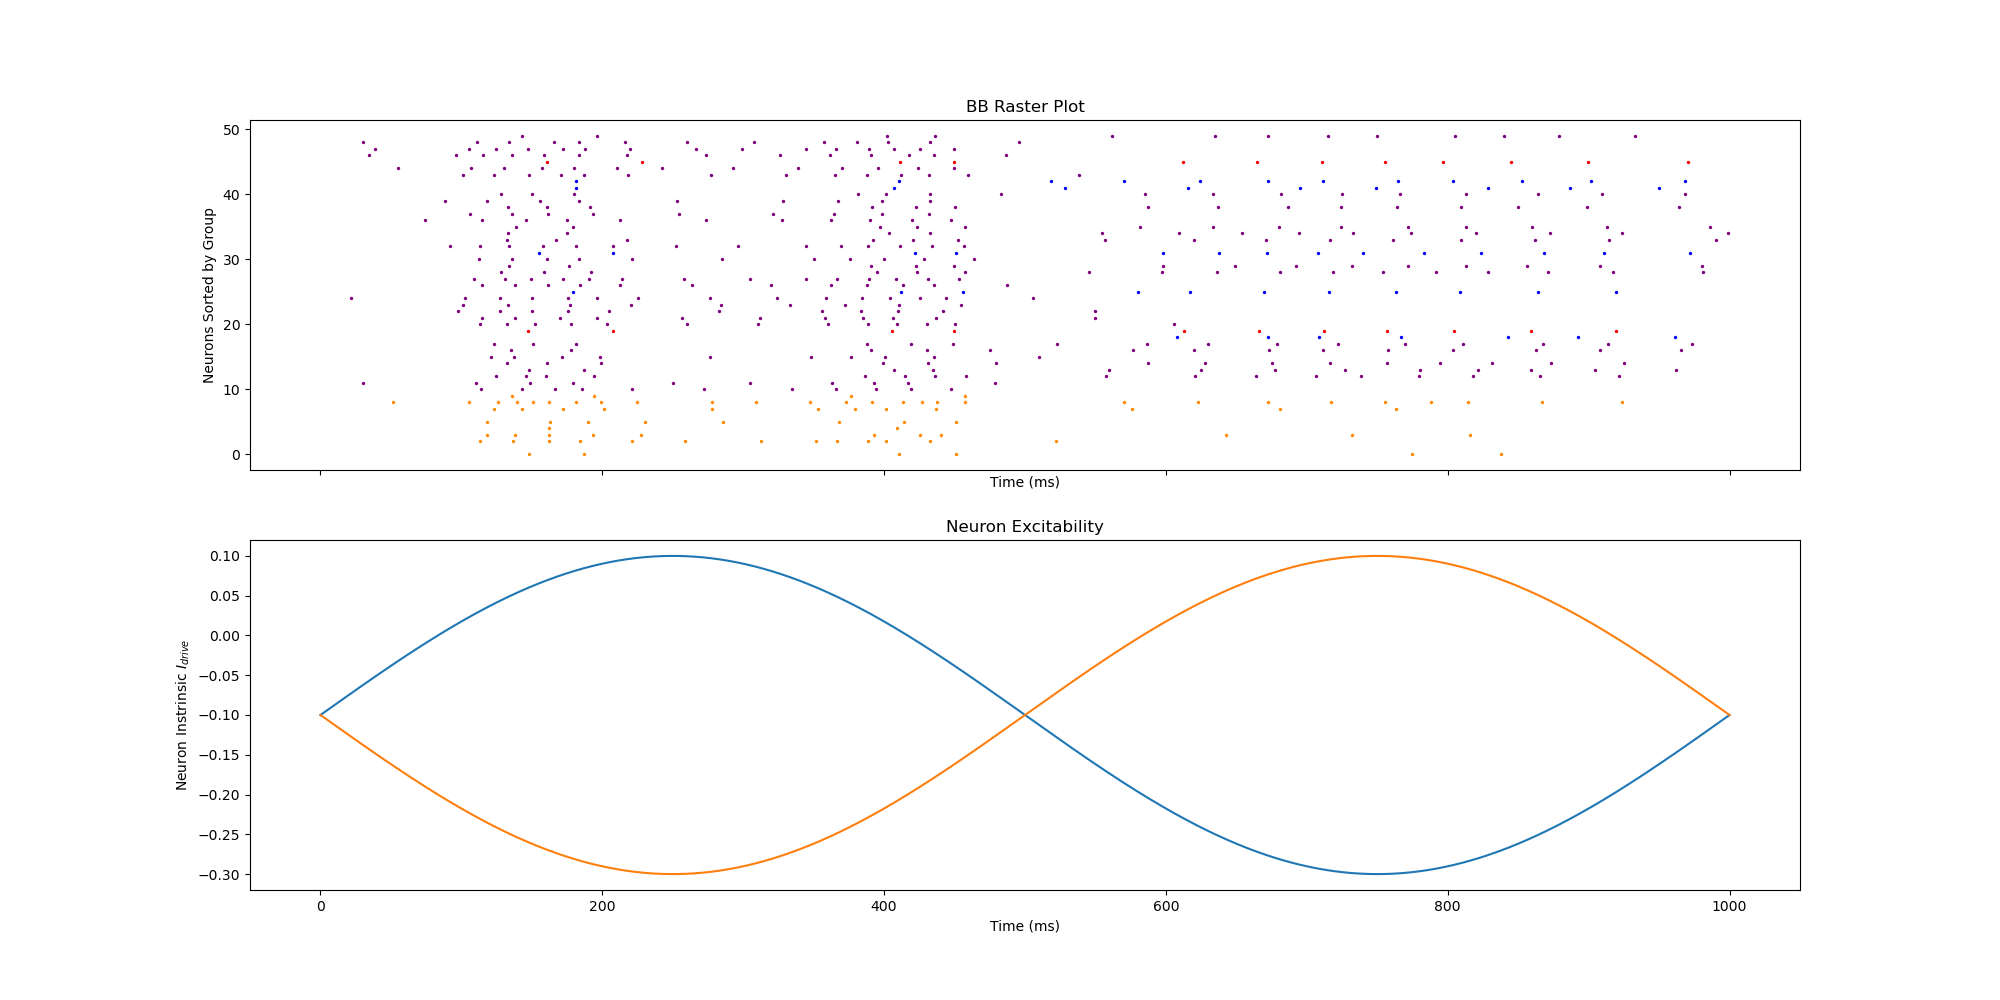 BB Raster Plot
50
40
30
20
10
0
Neurons Sorted by Group
Time (ms)
Neuron Excitability
0.10
0.05
0.00
−0.05
−0.10
−0.15
−0.20
−0.25
−0.30
Neuron Instrinsic I_drive
0 200 400 600 800 1000
Time (ms)